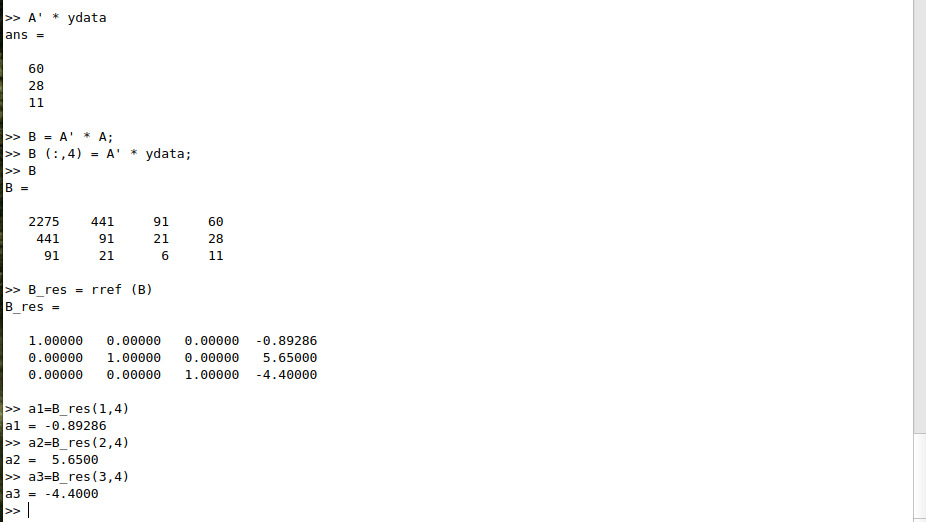 >> A' * ydata
ans =
60
28
11
>> B = A' * A;
>> B (:,4) = A' * ydata;
>> B
B =
2275 441 91 60
441 91 21 28
91 21 6 11
>> B_res = rref (B)
B_res =
1.00000 0.00000 0.00000 -0.89286
0.00000 1.00000 0.00000 5.65000
0.00000 0.00000 1.00000 -4.40000
>> a1=B_res(1,4)
a1 = -0.89286
>> a2=B_res(2,4)
a2 = 5.6500
>> a3=B_res(3,4)
a3 = -4.4000
>>